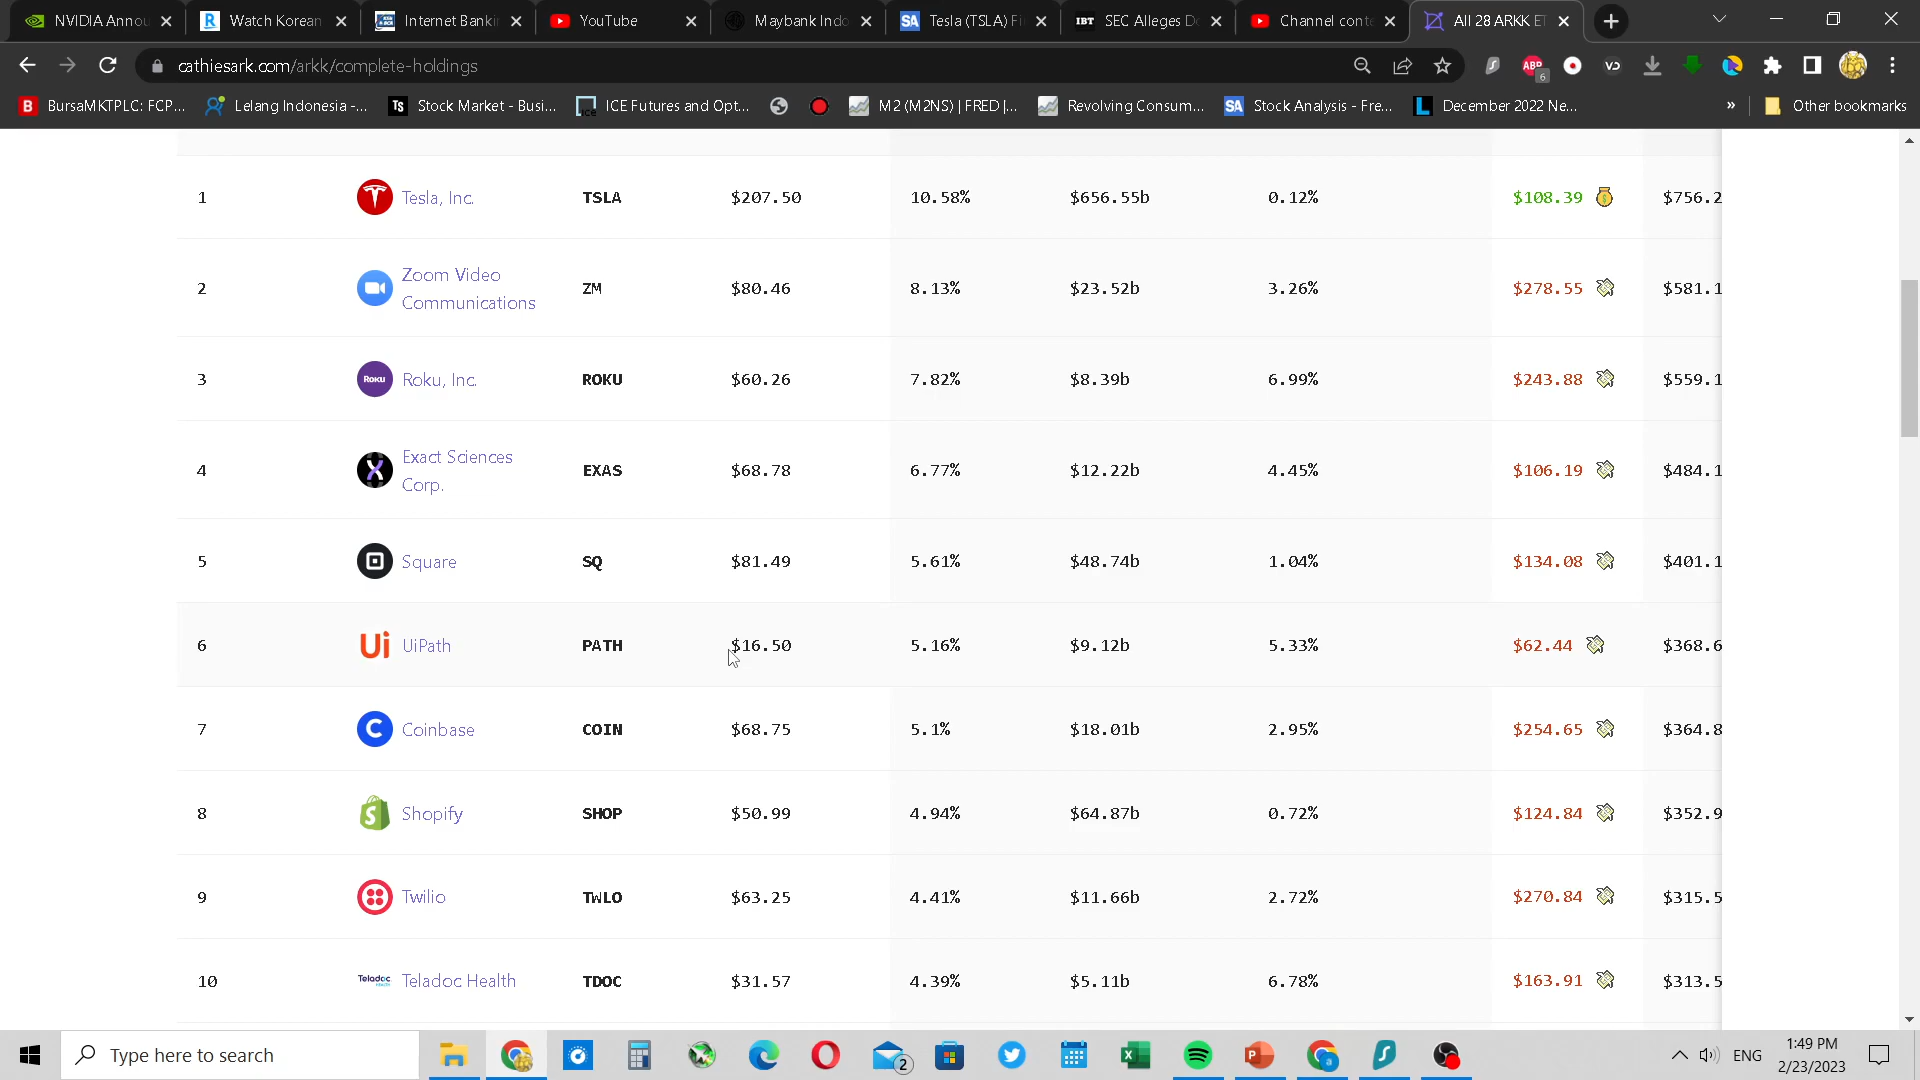 NVIDIA Annou
Watch Korean
Internet Banki
YouTube
Maybank Indo
Tesla (TSLA) Fi
SEC Alleges Do
Channel conte
All 28 ARKK ET
cathiesark.com/arkk/complete-holdings
BursaMKTPLC: FCP...
Lelang Indonesia -...
Stock Market - Busi...
ICE Futures and Opt...
M2 (M2NS) | FRED |...
Revolving Consum...
Stock Analysis - Fre...
December 2022 Ne...
»
Other bookmarks
1 Tesla, Inc. TSLA $207.50 10.58% $656.55b 0.12% $108.39 $756.2
2 Zoom Video Communications ZM $80.46 8.13% $23.52b 3.26% $278.55 $581.1
3 Roku, Inc. ROKU $60.26 7.82% $8.39b 6.99% $243.88 $559.1
4 Exact Sciences Corp. EXAS $68.78 6.77% $12.22b 4.45% $106.19 $484.1
5 Square SQ $81.49 5.61% $48.74b 1.04% $134.08 $401.1
6 UiPath PATH $16.50 5.16% $9.12b 5.33% $62.44 $368.6
7 Coinbase COIN $68.75 5.1% $18.01b 2.95% $254.65 $364.8
8 Shopify SHOP $50.99 4.94% $64.87b 0.72% $124.84 $352.9
9 Twilio TWLO $63.25 4.41% $11.66b 2.72% $270.84 $315.5
10 Teladoc Health TDOC $31.57 4.39% $5.11b 6.78% $163.91 $313.5
Type here to search
2
ENG
1:49 PM
2/23/2023